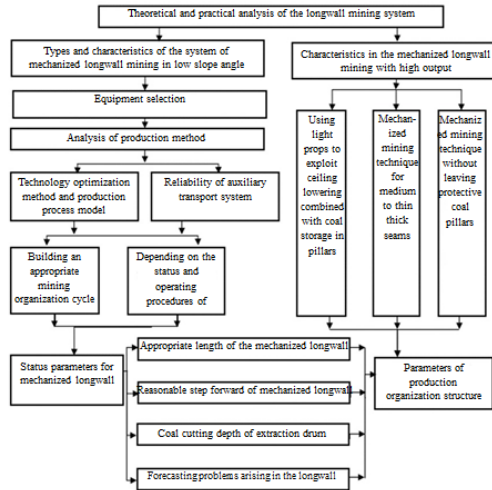 Theoretical and practical analysis of the longwall mining system
Types and characteristics of the system of
mechanized longwall mining in low slope angle
Characteristics in the mechanized longwall
mining with high output
Equipment selection
Analysis of production method
Technology optimization
method and production
process model
Reliability of auxiliary
transport system
Using
light
props to
exploit
ceiling
lowering
combined
with coal
storage in
pillars
Mechan-
ized
mining
technique
for
medium
to thin
thick
seams
Mechaniz
ed mining
technique
without
leaving
protective
coal
pillars
Building an
appropriate
mining
organization cycle
Depending on the
status and
operating
procedures of
Status parameters for
mechanized longwall
Appropriate length of the mechanized longwall
Reasonable step forward of mechanized longwall
Coal cutting depth of extraction drum
Forecasting problems arising in the longwall
Parameters of
production
organization structure